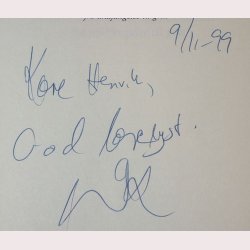 9/11-99
Kære Henrik,
God læselyst.